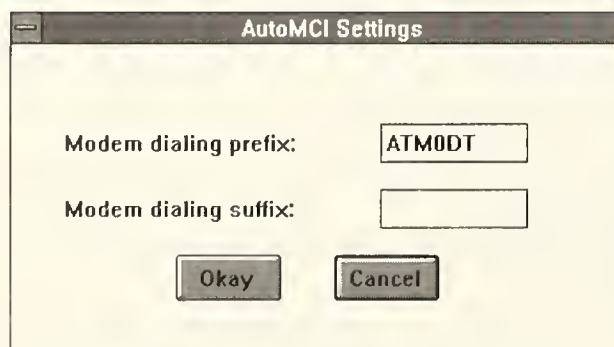 AutoMCI Settings
Modem dialing prefix: ATM0DT
Modem dialing suffix:
Okay Cancel